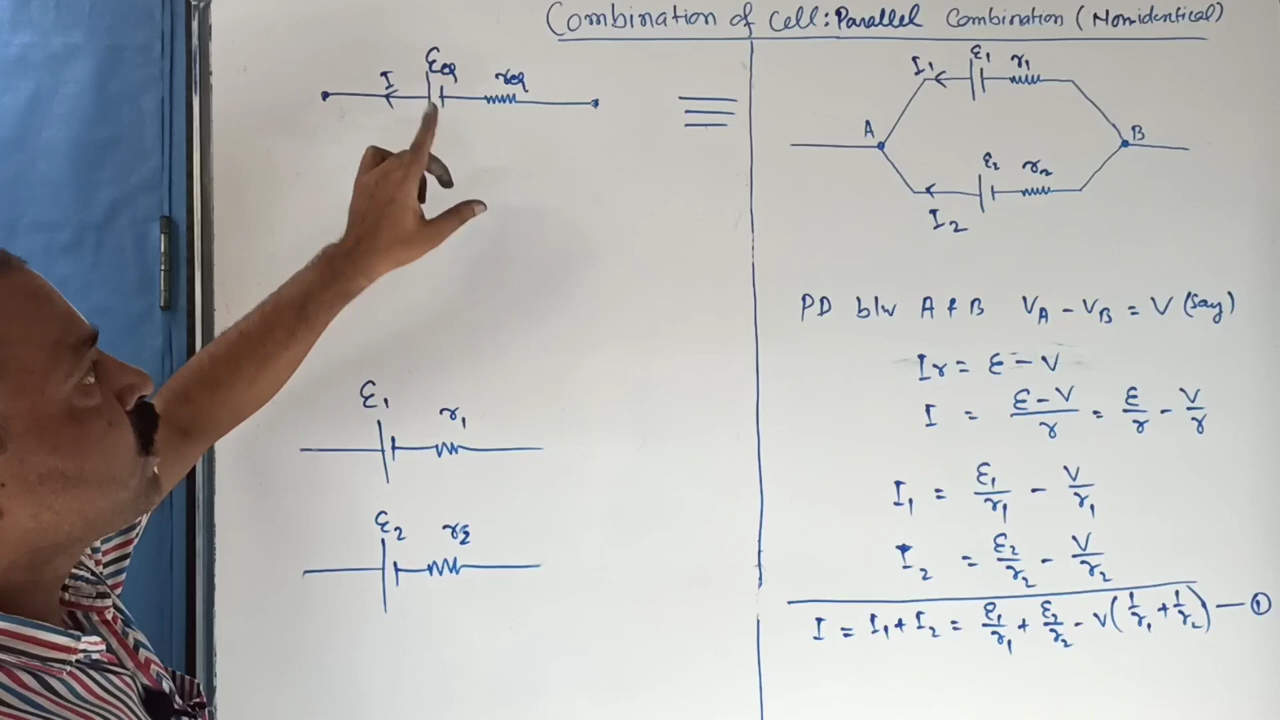 Combination of Cell: Parallel Combination (Nonidentical)
I εeq req
I₁ ε₁ r₁
A B
ε₂ r₂
I₂
PD b/w A & B V_A - V_B = V (Say)
Ir = ε - V
I = (ε - V)/r = ε/r - V/r
ε₁ r₁
I₁ = ε₁/r₁ - V/r₁
ε₂ r₂
I₂ = ε₂/r₂ - V/r₂
I = I₁ + I₂ = ε₁/r₁ + ε₂/r₂ - V(1/r₁ + 1/r₂) — ①